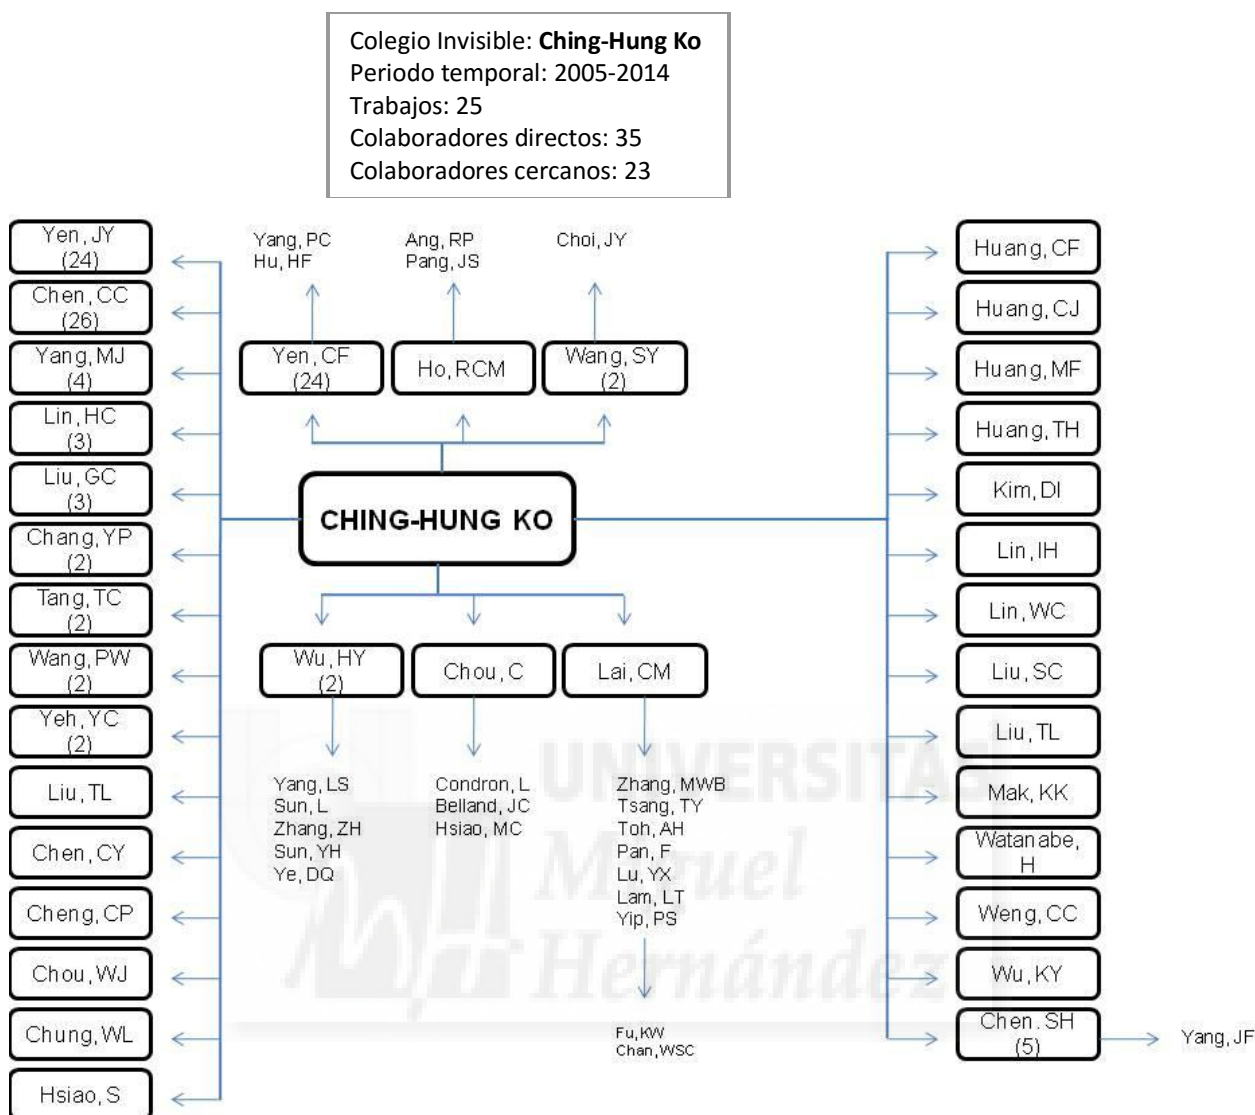 Colegio Invisible: Ching-Hung Ko
Periodo temporal: 2005-2014
Trabajos: 25
Colaboradores directos: 35
Colaboradores cercanos: 23
Yen, JY
(24)
Chen, CC
(26)
Yang, MJ
(4)
Lin, HC
(3)
Liu, GC
(3)
Chang, YP
(2)
Tang, TC
(2)
Wang, PW
(2)
Yeh, YC
(2)
Liu, TL
Chen, CY
Cheng, CP
Chou, WJ
Chung, WL
Hsiao, S
Yang, PC
Hu, HF
Ang, RP
Pang, JS
Choi, JY
Yen, CF
(24)
Ho, RCM
Wang, SY
(2)
CHING-HUNG KO
Wu, HY
(2)
Chou, C
Lai, CM
Yang, LS
Sun, L
Zhang, ZH
Sun, YH
Ye, DQ
Condron, L
Belland, JC
Hsiao, MC
Zhang, MWB
Tsang, TY
Toh, AH
Pan, F
Lu, YX
Lam, LT
Yip, PS
Fu, KW
Chan, WSC
Huang, CF
Huang, CJ
Huang, MF
Huang, TH
Kim, DI
Lin, IH
Lin, WC
Liu, SC
Liu, TL
Mak, KK
Watanabe,
H
Weng, CC
Wu, KY
Chen. SH
(5)
Yang, JF
UNIVERSITAS
Miguel
Hernández